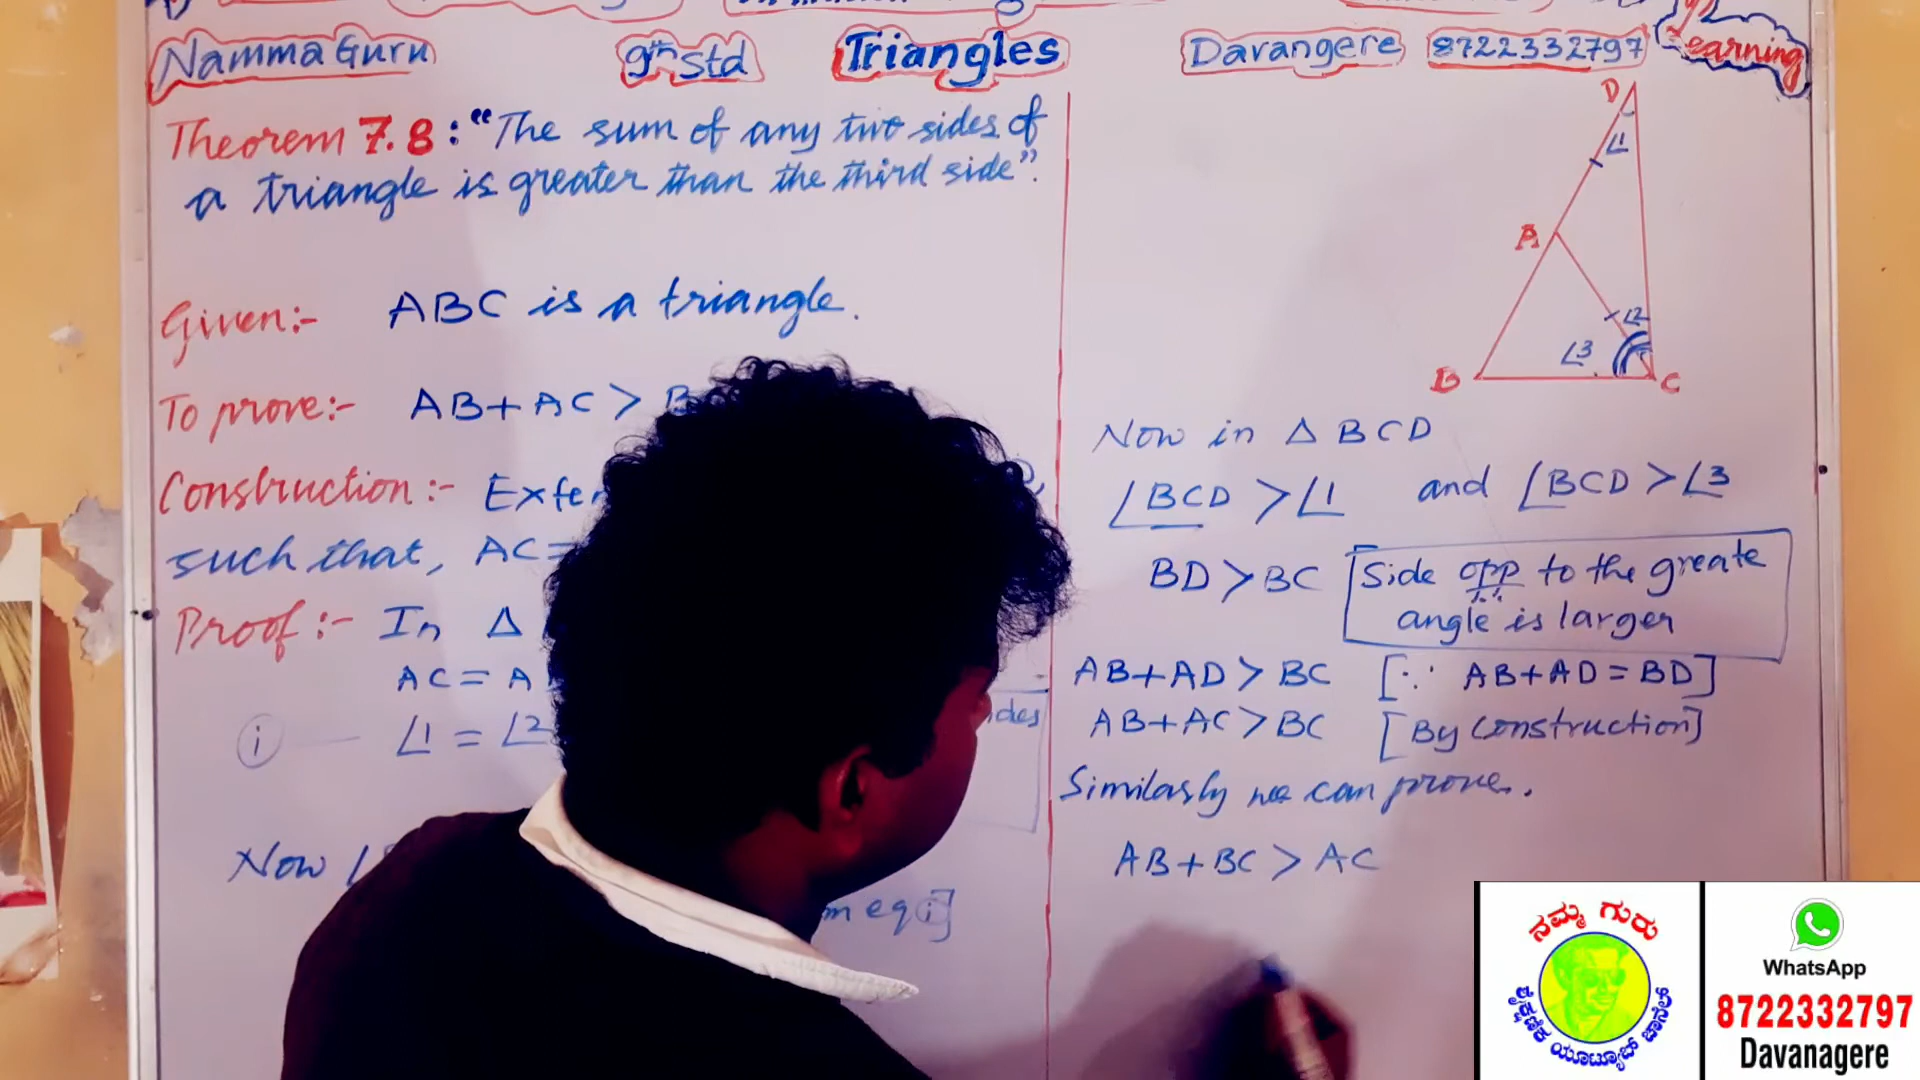 Namma Guru 9th Std Triangles Davangere 8722332797 Learning
Theorem 7.8 : "The sum of any two sides of
a triangle is greater than the third side".
Given:- ABC is a triangle.
To prove:- AB+AC >
Construction:-
such that, AC=
Proof:- In △
AC = A
∠1 = ∠2
(i)
Now
eq (i)]
D
∠1
A
∠2
∠3
B
C
Now in △ BCD
∠BCD > ∠1 and ∠BCD > ∠3
BD > BC [Side opp to the greate
angle is larger
AB+AD > BC [∵ AB+AD = BD]
AB+AC > BC [By construction]
Similarly we can prove.
AB + BC > AC
ನಮ್ಮ ಗುರು
ಶೈಕ್ಷಣಿಕ ಯೂಟ್ಯೂಬ್ ಚಾನೆಲ್
WhatsApp
8722332797
Davanagere